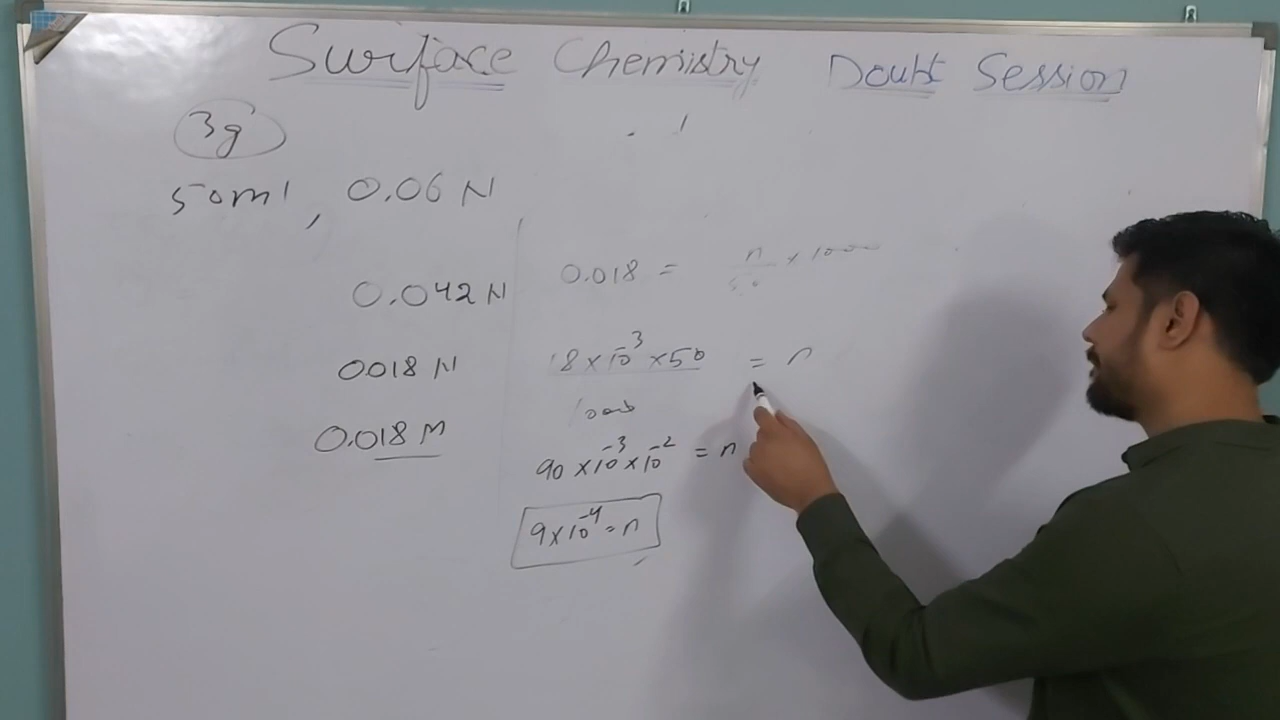 Surface Chemistry Doubt Session
3g
50ml, 0.06 N
0.042 N
0.018 = n/50 × 1000
0018 N
18×10⁻³×50 = n
1000
0.018 M
90×10⁻³×10⁻² = n
9×10⁻⁴=n